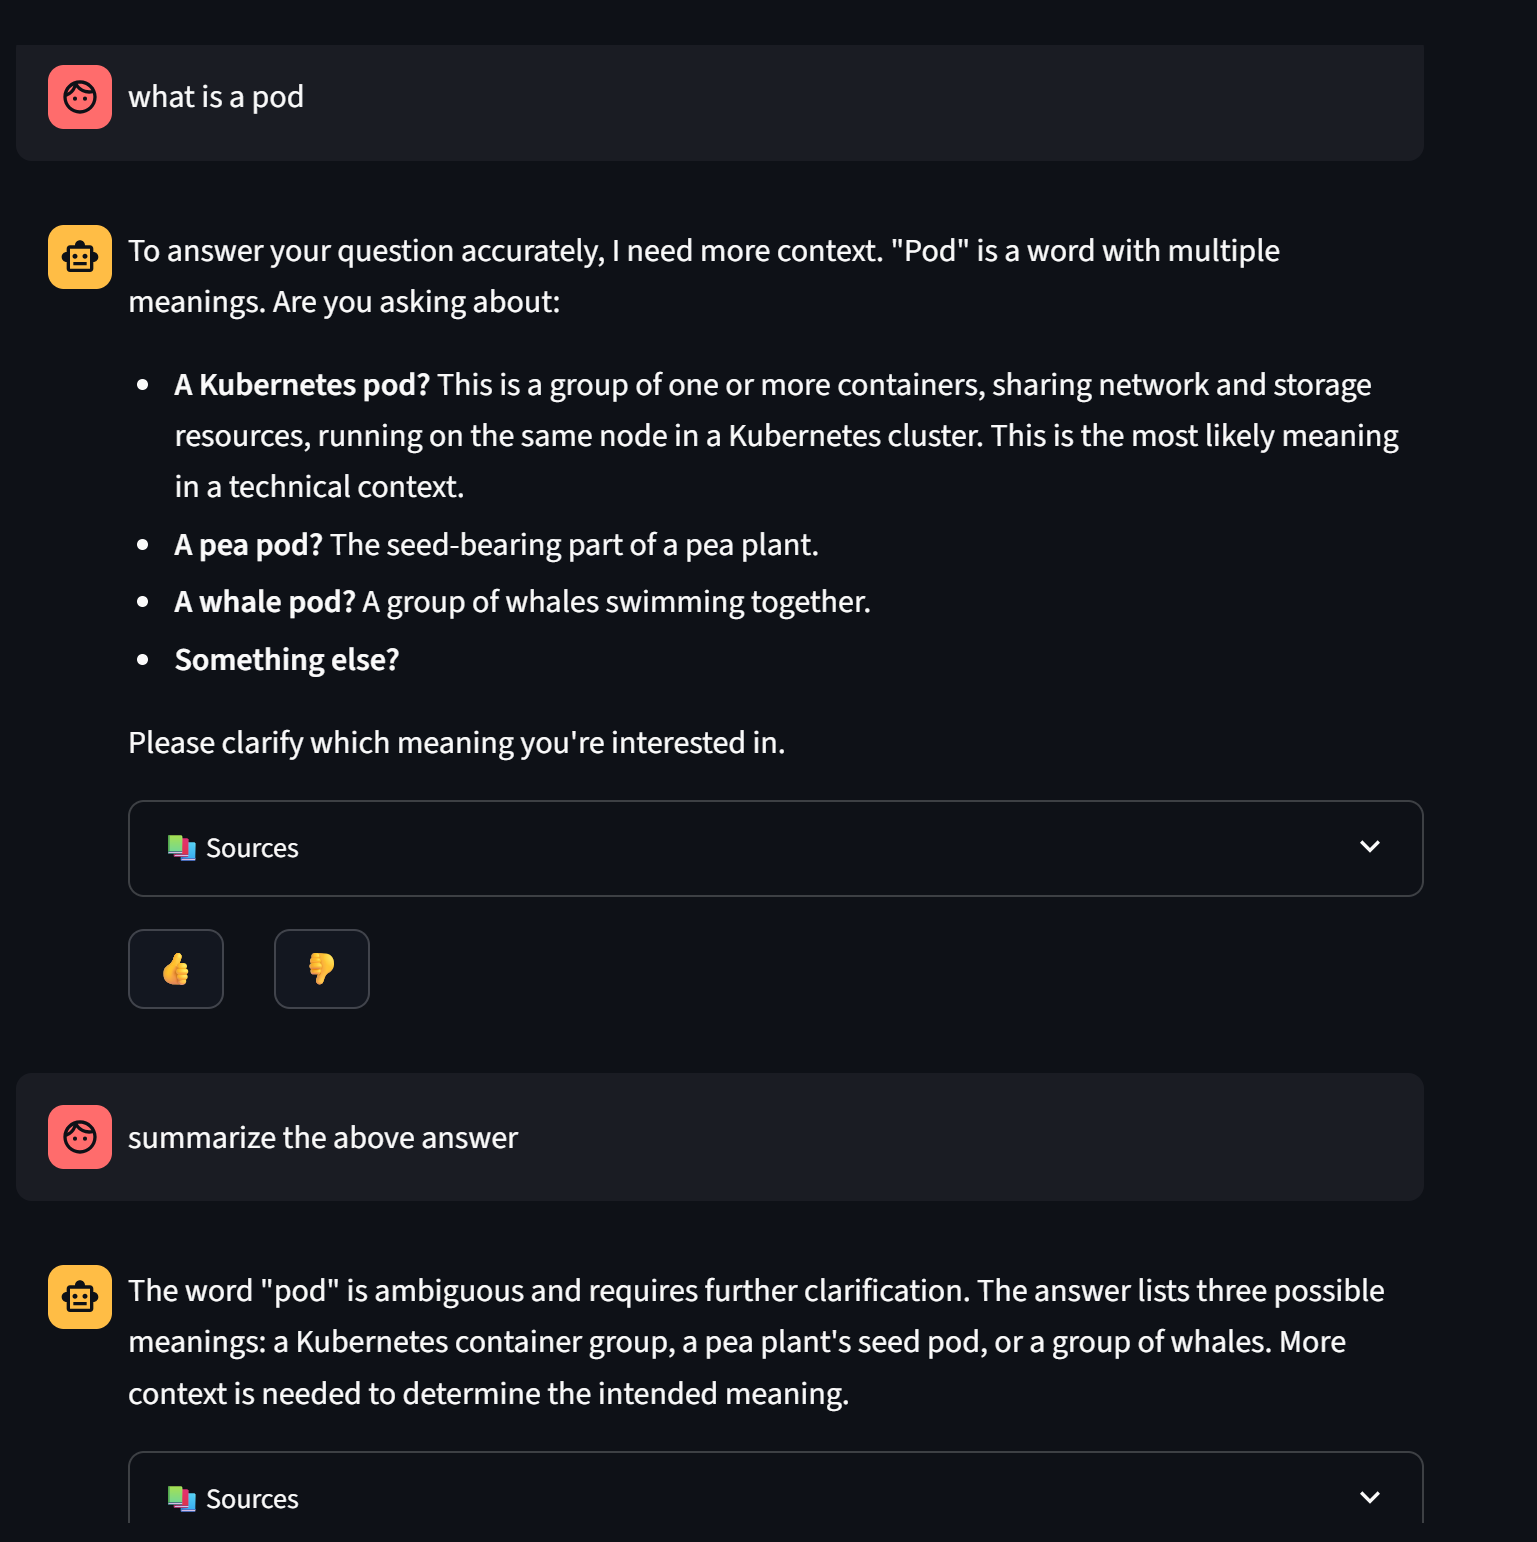 what is a pod
To answer your question accurately, I need more context. "Pod" is a word with multiple
meanings. Are you asking about:
A Kubernetes pod? This is a group of one or more containers, sharing network and storage
resources, running on the same node in a Kubernetes cluster. This is the most likely meaning
in a technical context.
A pea pod? The seed-bearing part of a pea plant.
A whale pod? A group of whales swimming together.
Something else?
Please clarify which meaning you're interested in.
Sources
summarize the above answer
The word "pod" is ambiguous and requires further clarification. The answer lists three possible
meanings: a Kubernetes container group, a pea plant's seed pod, or a group of whales. More
context is needed to determine the intended meaning.
Sources